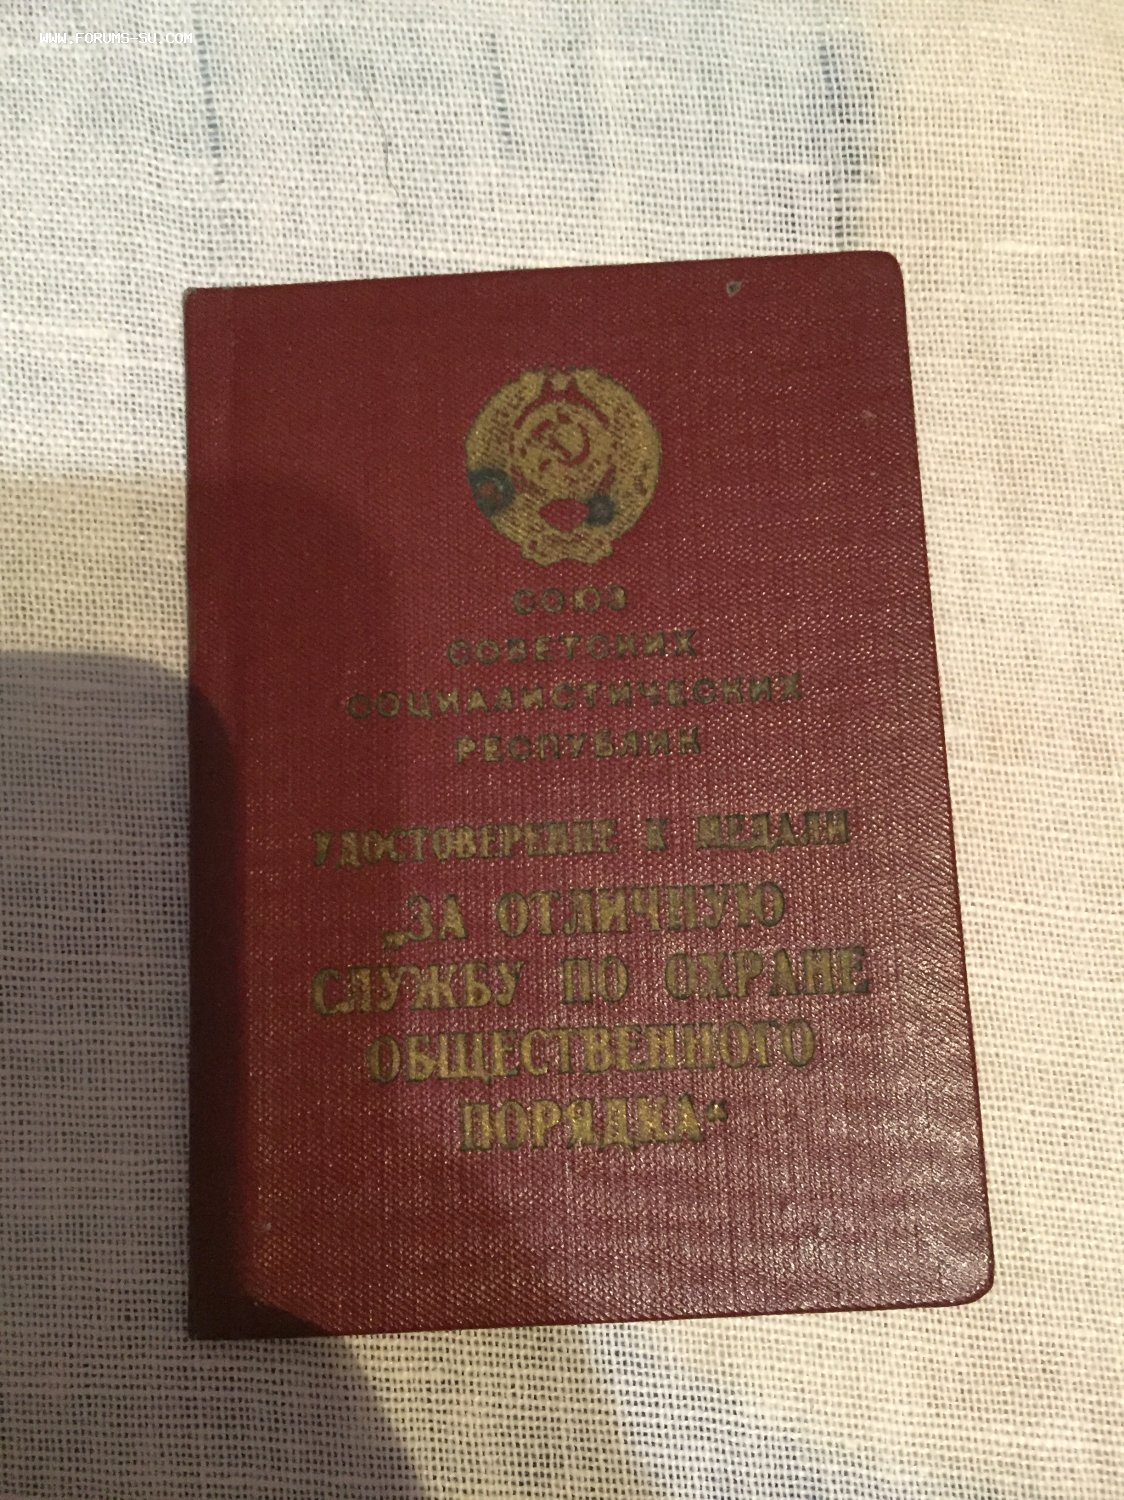 WWW.FORUMS-SU.COM
СОЮЗ
СОВЕТСКИХ
СОЦИАЛИСТИЧЕСКИХ
РЕСПУБЛИК
УДОСТОВЕРЕНИЕ К МЕДАЛИ
„ЗА ОТЛИЧНУЮ
СЛУЖБУ ПО ОХРАНЕ
ОБЩЕСТВЕННОГО
ПОРЯДКА“